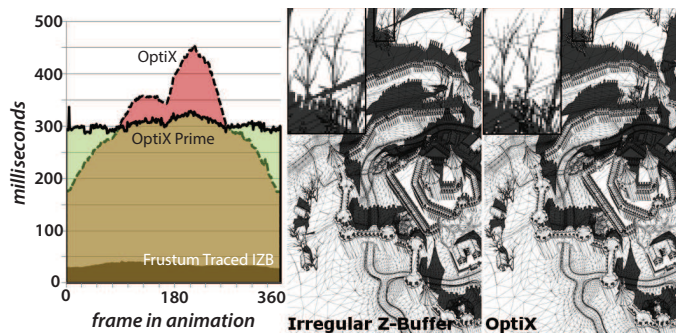 500
400
300
200
100
0
milliseconds
OptiX
OptiX Prime
Frustum Traced IZB
0
180
360
frame in animation
Irregular Z-Buffer
OptiX